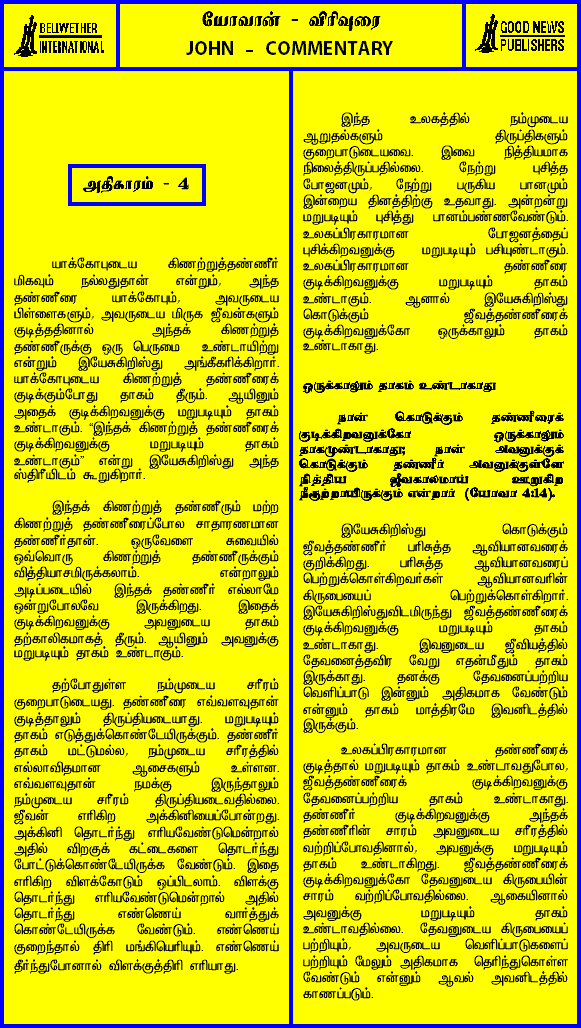 BELWETHER
INTERNATIONAL
யோவான் - விரிவுரை
JOHN - COMMENTARY
GOOD NEWS
PUBLISHERS
அதிகாரம் - 4
யாக்கோபுடைய கிணற்றுத்தண்ணீர்
மிகவும் நல்லதுதான் என்றும், அந்த
தண்ணீரை யாக்கோபும், அவருடைய
பிள்ளைகளும், அவருடைய மிருக ஜீவன்களும்
குடித்ததினால் அந்தக் கிணற்றுத்
தண்ணீருக்கு ஒரு பெருமை உண்டாயிற்று
என்றும் இயேசுகிறிஸ்து அங்கீகரிக்கிறார்.
யாக்கோபுடைய கிணற்றுத் தண்ணீரைக்
குடிக்கும்போது தாகம் தீரும். ஆயினும்
அதைக் குடிக்கிறவனுக்கு மறுபடியும் தாகம்
உண்டாகும். “இந்தக் கிணற்றுத் தண்ணீரைக்
குடிக்கிறவனுக்கு மறுபடியும் தாகம்
உண்டாகும்” என்று இயேசுகிறிஸ்து அந்த
ஸ்திரீயிடம் கூறுகிறார்.
இந்தக் கிணற்றுத் தண்ணீரும் மற்ற
கிணற்றுத் தண்ணீரைப்போல சாதாரணமான
தண்ணீர்தான். ஒருவேளை சுவையில்
ஒவ்வொரு கிணற்றுத் தண்ணீருக்கும்
வித்தியாசமிருக்கலாம். என்றாலும்
அடிப்படையில் இந்தக் தண்ணீர் எல்லாமே
ஒன்றுபோலவே இருக்கிறது. இதைக்
குடிக்கிறவனுக்கு அவனுடைய தாகம்
தற்காலிகமாகத் தீரும். ஆயினும் அவனுக்கு
மறுபடியும் தாகம் உண்டாகும்.
தற்போதுள்ள நம்முடைய சரீரம்
குறைபாடுடையது. தண்ணீரை எவ்வளவுதான்
குடித்தாலும் திருப்தியடையாது. மறுபடியும்
தாகம் எடுத்துக்கொண்டேயிருக்கும். தண்ணீர்
தாகம் மட்டுமல்ல, நம்முடைய சரீரத்தில்
எல்லாவிதமான ஆசைகளும் உள்ளன.
எவ்வளவுதான் நமக்கு இருந்தாலும்
நம்முடைய சரீரம் திருப்தியடைவதில்லை.
ஜீவன் எரிகிற அக்கினியைப்போன்றது.
அக்கினி தொடர்ந்து எரியவேண்டுமென்றால்
அதில் விறகுக் கட்டைகளை தொடர்ந்து
போட்டுக்கொண்டேயிருக்க வேண்டும். இதை
எரிகிற விளக்கோடும் ஒப்பிடலாம். விளக்கு
தொடர்ந்து எரியவேண்டுமென்றால் அதில்
தொடர்ந்து எண்ணெய் வார்த்துக்
கொண்டேயிருக்க வேண்டும். எண்ணெய்
குறைந்தால் திரி மங்கியெரியும். எண்ணெய்
தீர்ந்துபோனால் விளக்குத்திரி எரியாது.
இந்த உலகத்தில் நம்முடைய
ஆறுதல்களும் திருப்திகளும்
குறைபாடுடையவை. இவை நித்தியமாக
நிலைத்திருப்பதில்லை. நேற்று புசித்த
போஜனமும், நேற்று பருகிய பானமும்
இன்றைய தினத்திற்கு உதவாது. அன்றன்று
மறுபடியும் புசித்து பானம்பண்ணவேண்டும்.
உலகப்பிரகாரமான போஜனத்தைப்
புசிக்கிறவனுக்கு மறுபடியும் பசியுண்டாகும்.
உலகப்பிரகாரமான தண்ணீரை
குடிக்கிறவனுக்கு மறுபடியும் தாகம்
உண்டாகும். ஆனால் இயேசுகிறிஸ்து
கொடுக்கும் ஜீவத்தண்ணீரைக்
குடிக்கிறவனுக்கோ ஒருக்காலும் தாகம்
உண்டாகாது.
ஒருக்காலும் தாகம் உண்டாகாது
நான் கொடுக்கும் தண்ணீரைக்
குடிக்கிறவனுக்கோ ஒருக்காலும்
தாகமுண்டாகாது; நான் அவனுக்குக்
கொடுக்கும் தண்ணீர் அவனுக்குள்ளே
நித்திய ஜீவகாலமாய் ஊறுகிற
நீரூற்றாயிருக்கும் என்றார் (யோவா 4:14).
இயேசுகிறிஸ்து கொடுக்கும்
ஜீவத்தண்ணீர் பரிசுத்த ஆவியானவரைக்
குறிக்கிறது. பரிசுத்த ஆவியானவரைப்
பெற்றுக்கொள்கிறவர்கள் ஆவியானவரின்
கிருபையைப் பெற்றுக்கொள்கிறார்.
இயேசுகிறிஸ்துவிடமிருந்து ஜீவத்தண்ணீரைக்
குடிக்கிறவனுக்கு மறுபடியும் தாகம்
உண்டாகாது. இவனுடைய ஜீவியத்தில்
தேவனைத்தவிர வேறு எதன்மீதும் தாகம்
இருக்காது. தனக்கு தேவனைப்பற்றிய
வெளிப்பாடு இன்னும் அதிகமாக வேண்டும்
என்னும் தாகம் மாத்திரமே இவனிடத்தில்
இருக்கும்.
உலகப்பிரகாரமான தண்ணீரைக்
குடித்தால் மறுபடியும் தாகம் உண்டாவதுபோல,
ஜீவத்தண்ணீரைக் குடிக்கிறவனுக்கு
தேவனைப்பற்றிய தாகம் உண்டாகாது.
தண்ணீர் குடிக்கிறவனுக்கு அந்தக்
தண்ணீரின் சாரம் அவனுடைய சரீரத்தில்
வற்றிப்போவதினால், அவனுக்கு மறுபடியும்
தாகம் உண்டாகிறது. ஜீவத்தண்ணீரைக்
குடிக்கிறவனுக்கோ தேவனுடைய கிருபையின்
சாரம் வற்றிப்போவதில்லை. ஆகையினால்
அவனுக்கு மறுபடியும் தாகம்
உண்டாவதில்லை. தேவனுடைய கிருபையைப்
பற்றியும், அவருடைய வெளிப்பாடுகளைப்
பற்றியும் மேலும் அதிகமாக தெரிந்துகொள்ள
வேண்டும் என்னும் ஆவல் அவனிடத்தில்
காணப்படும்.